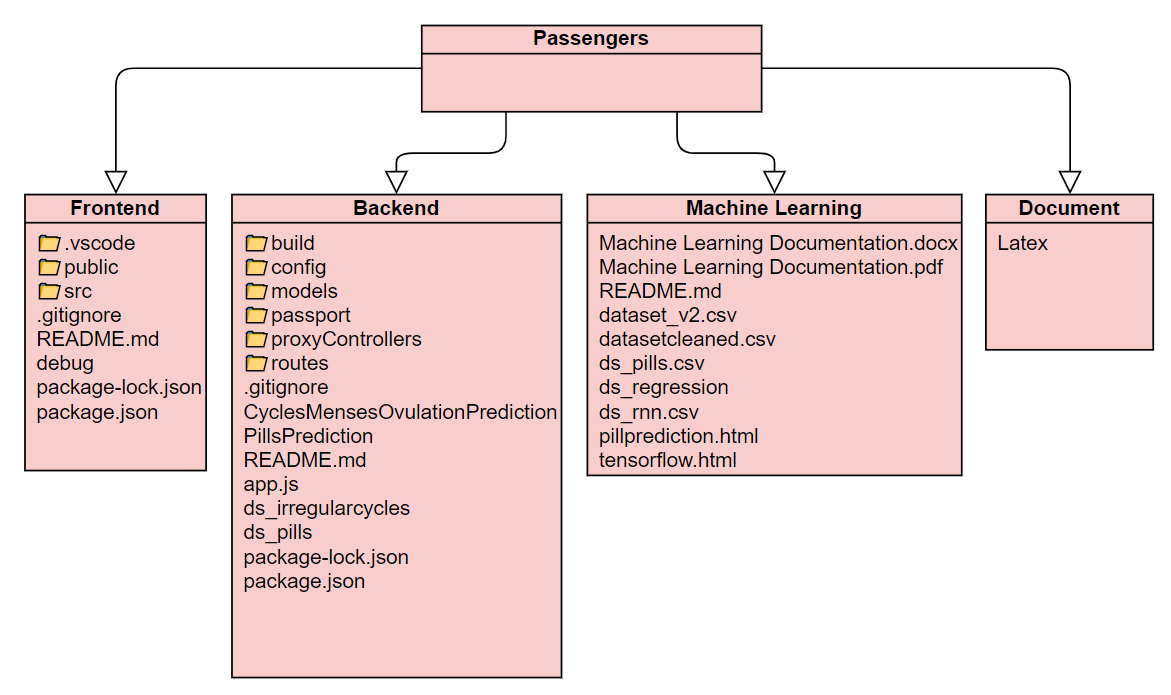 Passengers
Frontend
.vscode
public
src
.gitignore
README.md
debug
package-lock.json
package.json
Backend
build
config
models
passport
proxyControllers
routes
.gitignore
CyclesMensesOvulationPrediction
PillsPrediction
README.md
app.js
ds_irregularcycles
ds_pills
package-lock.json
package.json
Machine Learning
Machine Learning Documentation.docx
Machine Learning Documentation.pdf
README.md
dataset_v2.csv
datasetcleaned.csv
ds_pills.csv
ds_regression
ds_rnn.csv
pillprediction.html
tensorflow.html
Document
Latex